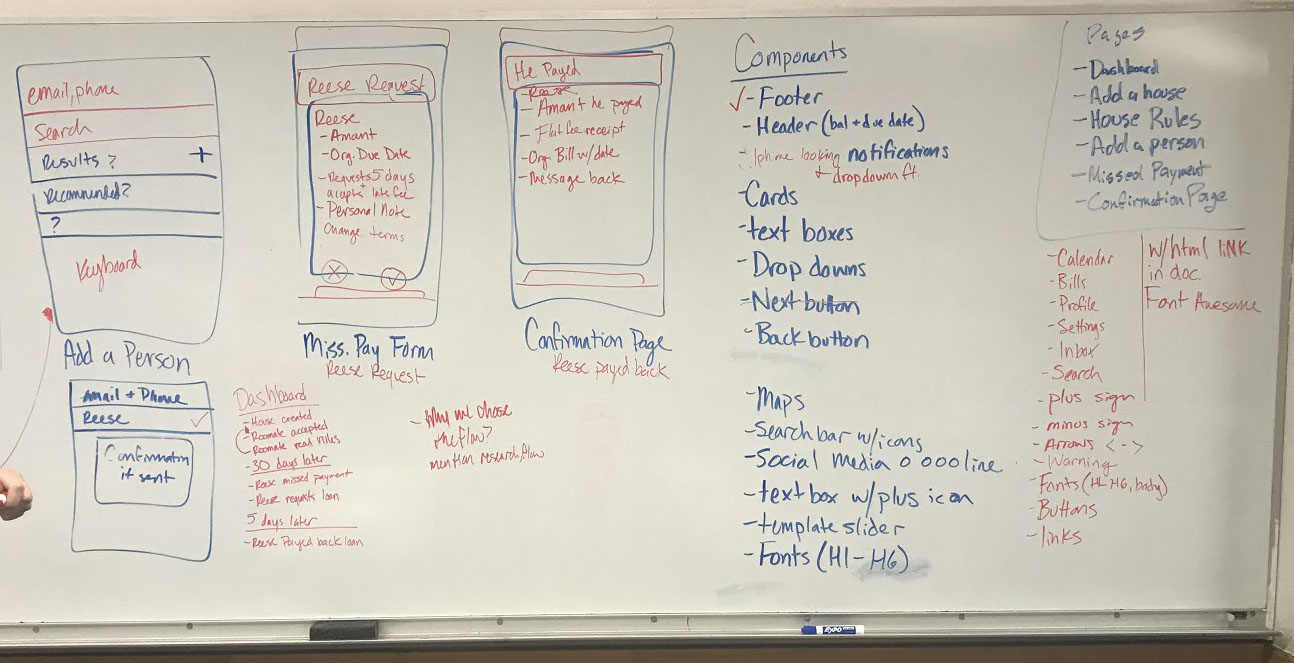 email, phone
Search
Results? +
recommended?
?
Keyboard
Add a Person
email + Phone
Reese
Confirmation
if sent
Reese Request
Reese
- Amant
- Org. Due Date
- Requests 5 days
accepts + late fee
- Personal Note
Change terms
Miss. Pay Form
Reese Request
He Payed
- Reese
- Amant he payed
- Flat fee receipt
- Org. Bill w/date
- Message back
Confirmation Page
Reese payed back
Dashboard
- House created
- Roomate accepted
- Roomate read rules
- 30 days later
- Reese missed payment
- Reese requests loan
5 days later
- Reese Payed back loan
- Why we chose
the flow?
mention research, flow
Components
✓ - Footer
- Header (bal + due date)
- Iphone looking notifications
+ dropdown ft.
- Cards
- text boxes
- Drop downs
- Next button
- Back button
- Maps
- Search bar w/icons
- Social media 0 000 line
- text box w/plus icon
- template slider
- Fonts (H1 - H6)
Pages
- Dashboard
- Add a house
- House Rules
- Add a person
- Missed Payment
- Confirmation Page
- Calendar
- Bills
- Profile
- Settings
- Inbox
- Search
- plus sign
- minus sign
- Arrows < - >
- Warning
- Fonts (H1-H6, body)
- Buttons
- links
w/html link
in doc.
Font Awesome
EXPO